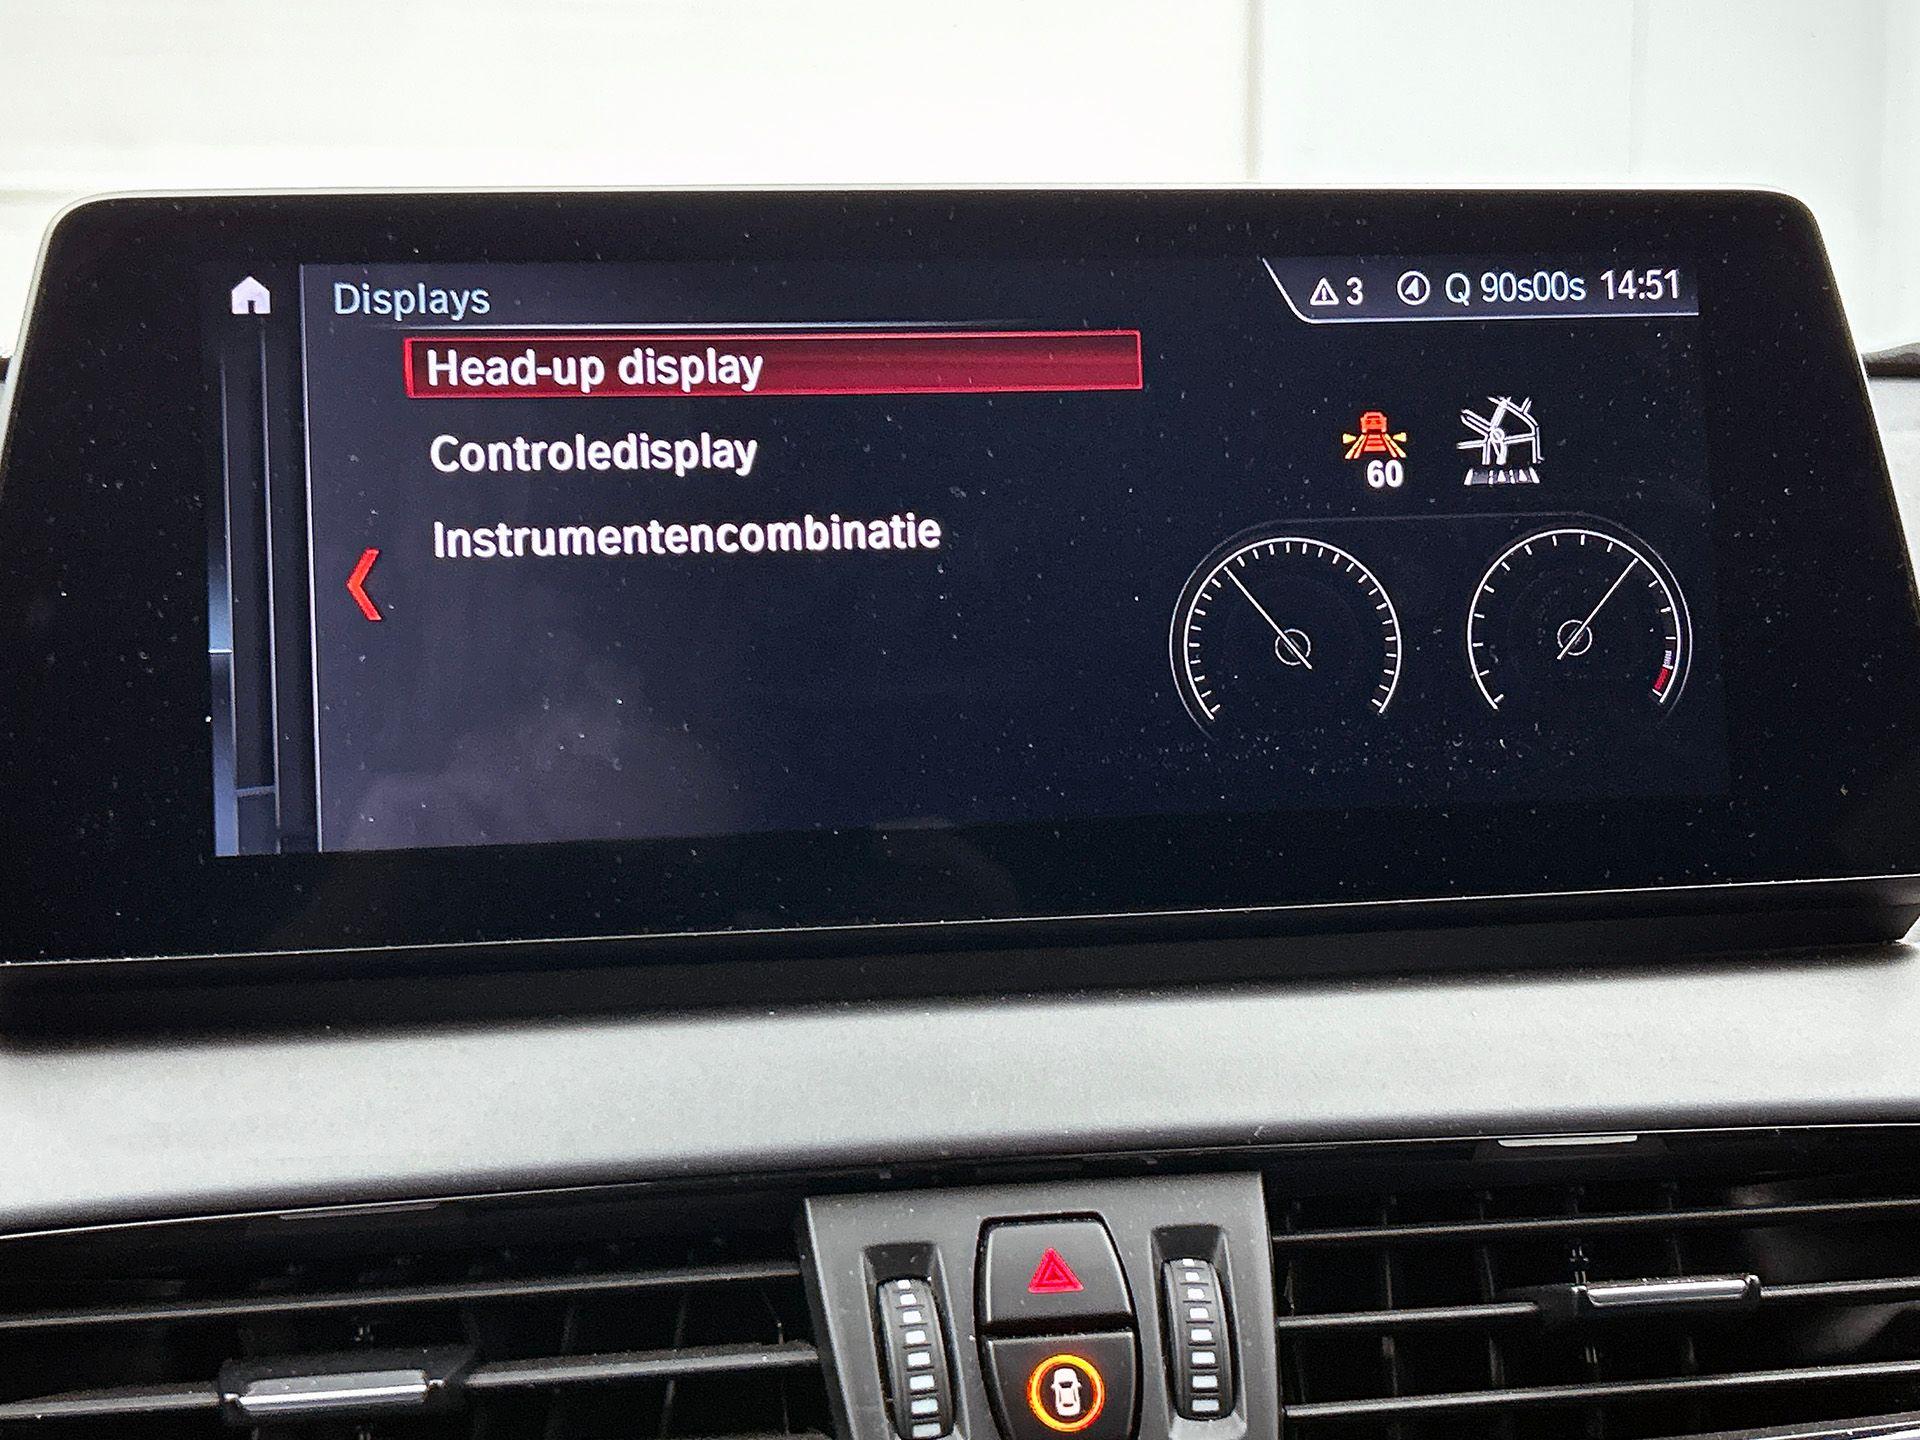 Displays
3 Q 90s00s 14:51
Head-up display
Controledisplay
60
Instrumentencombinatie